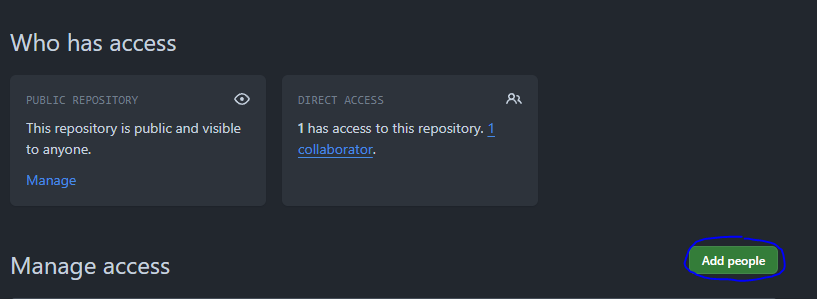 Who has access
PUBLIC REPOSITORY
This repository is public and visible
to anyone.
Manage
DIRECT ACCESS
1 has access to this repository. 1
collaborator.
Manage access
Add people